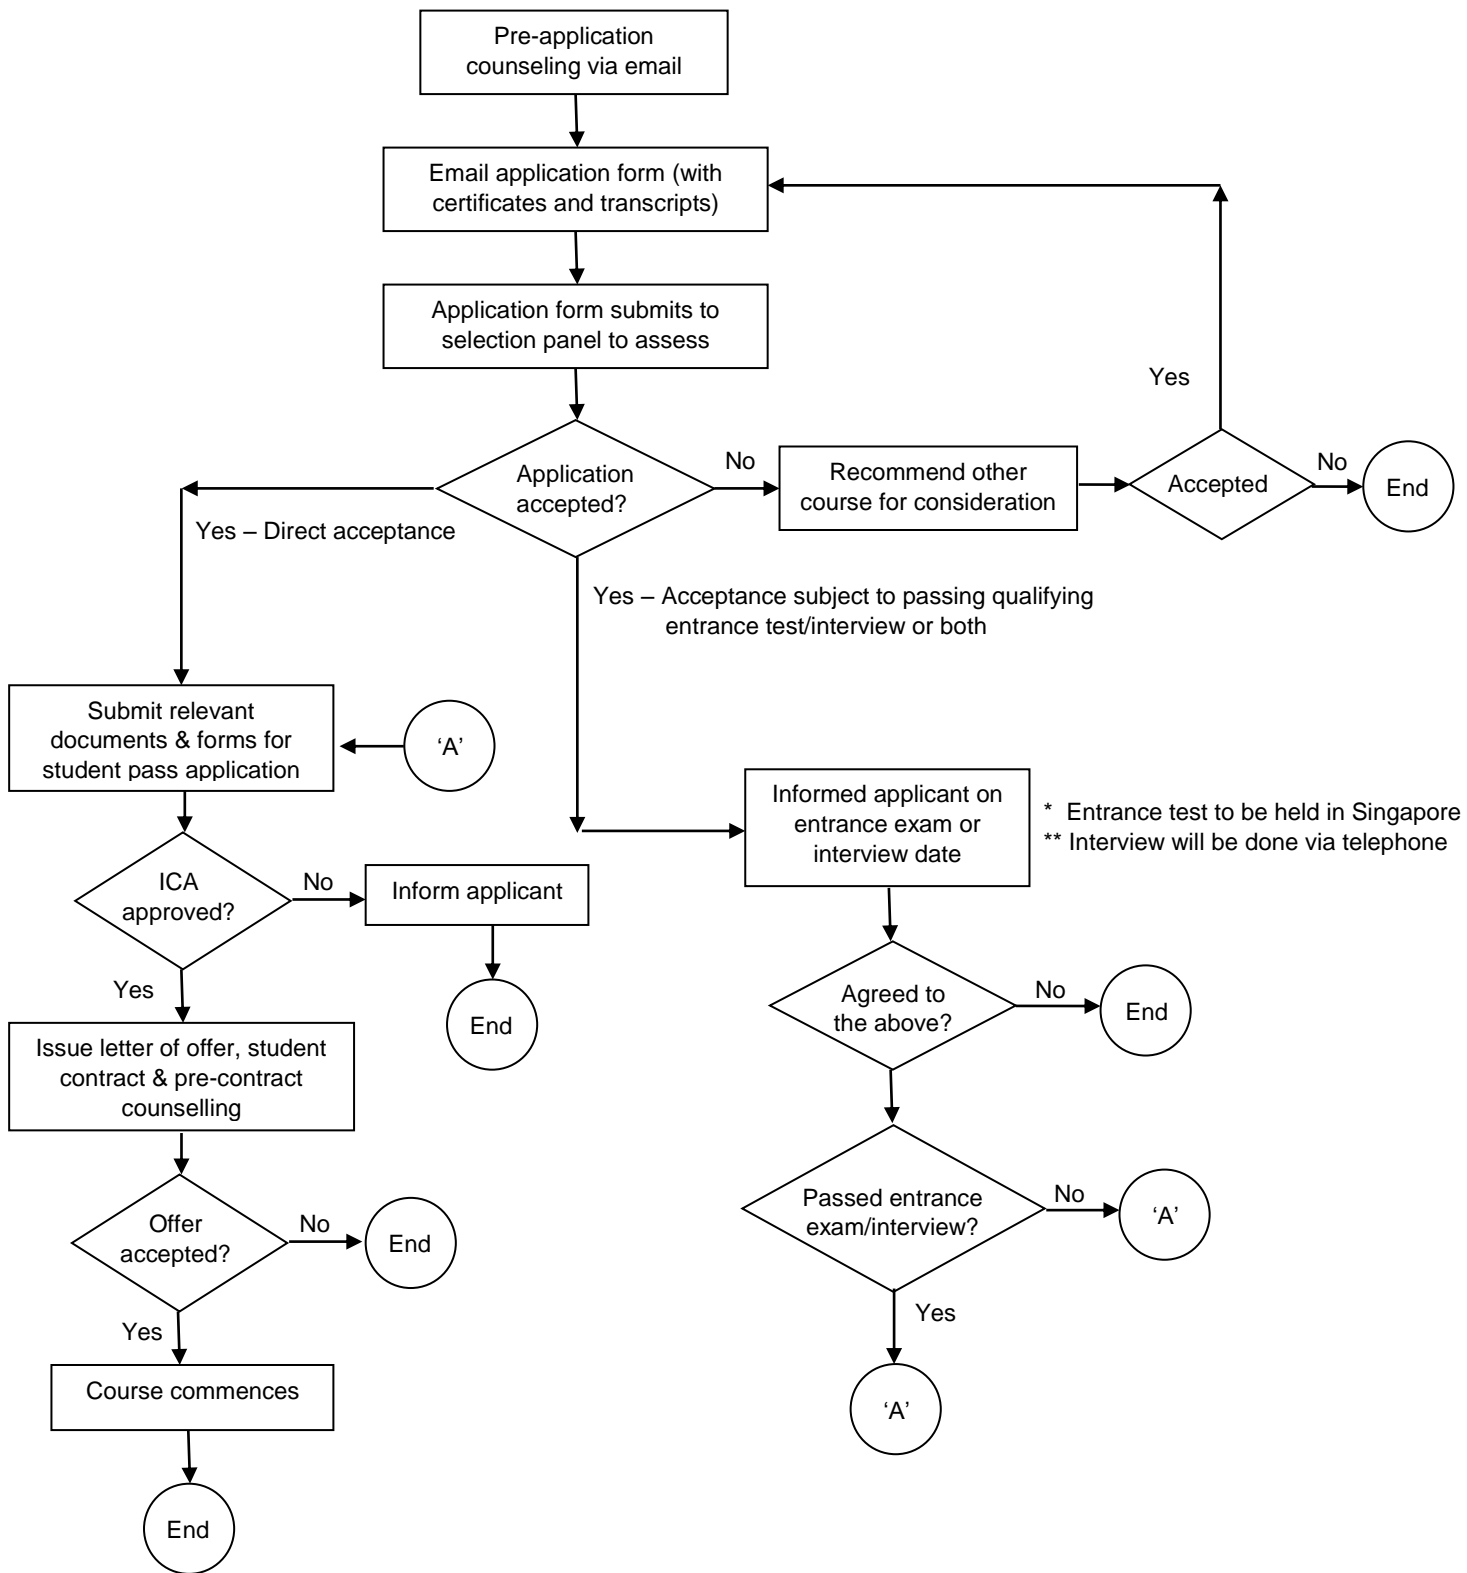 Pre-application
counseling via email
Email application form (with
certificates and transcripts)
Application form submits to
selection panel to assess
Yes
Application
accepted?
No
Recommend other
course for consideration
Accepted
No
End
Yes – Direct acceptance
Yes – Acceptance subject to passing qualifying
entrance test/interview or both
Submit relevant
documents & forms for
student pass application
‘A’
Informed applicant on
entrance exam or
interview date
* Entrance test to be held in Singapore
** Interview will be done via telephone
ICA
approved?
No
Inform applicant
End
Yes
Agreed to
the above?
No
End
Issue letter of offer, student
contract & pre-contract
counselling
Passed entrance
exam/interview?
No
‘A’
Offer
accepted?
No
End
Yes
Yes
Course commences
‘A’
End